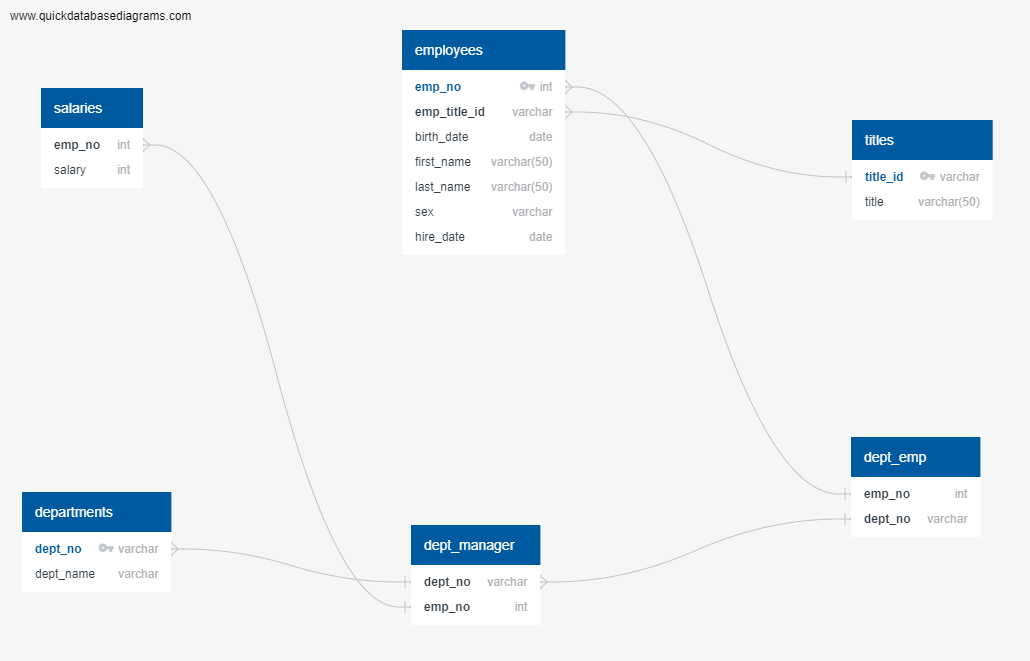 www.quickdatabasediagrams.com
employees
emp_no int
emp_title_id varchar
birth_date date
first_name varchar(50)
last_name varchar(50)
sex varchar
hire_date date
salaries
emp_no int
salary int
titles
title_id varchar
title varchar(50)
dept_emp
emp_no int
dept_no varchar
departments
dept_no varchar
dept_name varchar
dept_manager
dept_no varchar
emp_no int